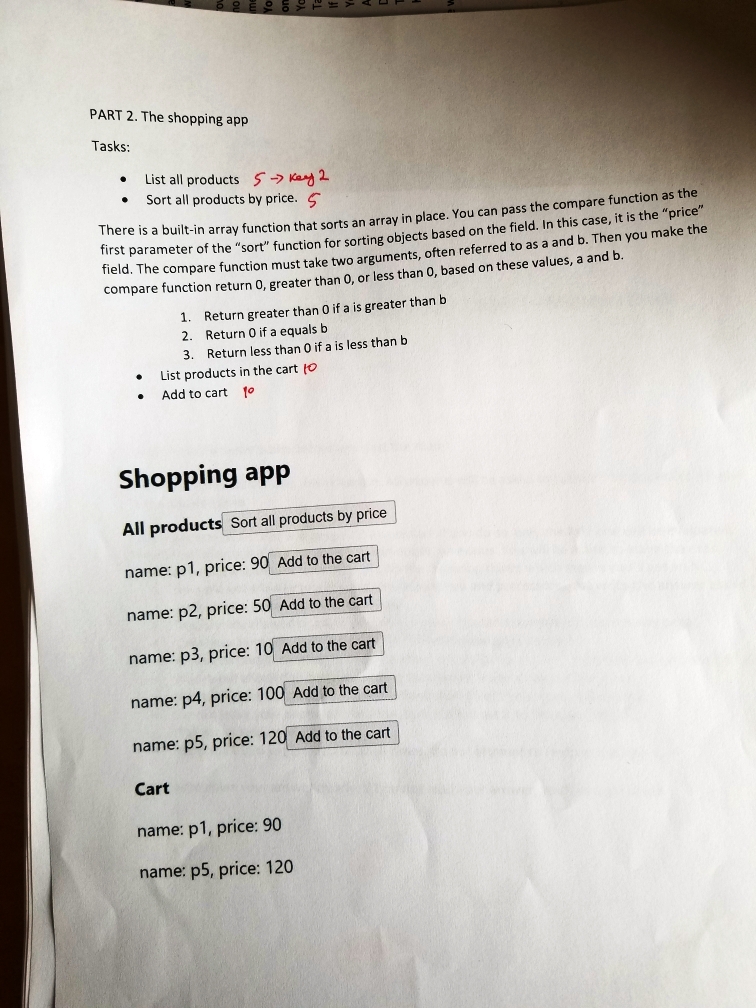 PART 2. The shopping app
Tasks:
• List all products 5 → key 2
• Sort all products by price. 5
There is a built-in array function that sorts an array in place. You can pass the compare function as the
first parameter of the "sort" function for sorting objects based on the field. In this case, it is the "price"
field. The compare function must take two arguments, often referred to as a and b. Then you make the
compare function return 0, greater than 0, or less than 0, based on these values, a and b.
1. Return greater than 0 if a is greater than b
2. Return 0 if a equals b
3. Return less than 0 if a is less than b
• List products in the cart 10
• Add to cart 10
Shopping app
All products Sort all products by price
name: p1, price: 90 Add to the cart
name: p2, price: 50 Add to the cart
name: p3, price: 10 Add to the cart
name: p4, price: 100 Add to the cart
name: p5, price: 120 Add to the cart
Cart
name: p1, price: 90
name: p5, price: 120